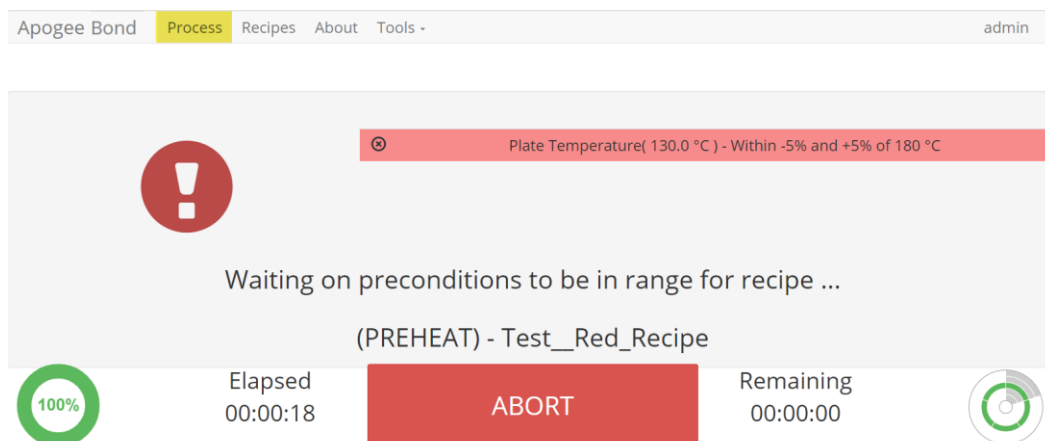 Apogee Bond Process Recipes About Tools admin
Plate Temperature( 130.0 °C ) - Within -5% and +5% of 180 °C
Waiting on preconditions to be in range for recipe ...
(PREHEAT) - Test__Red_Recipe
100%
Elapsed
00:00:18
ABORT
Remaining
00:00:00